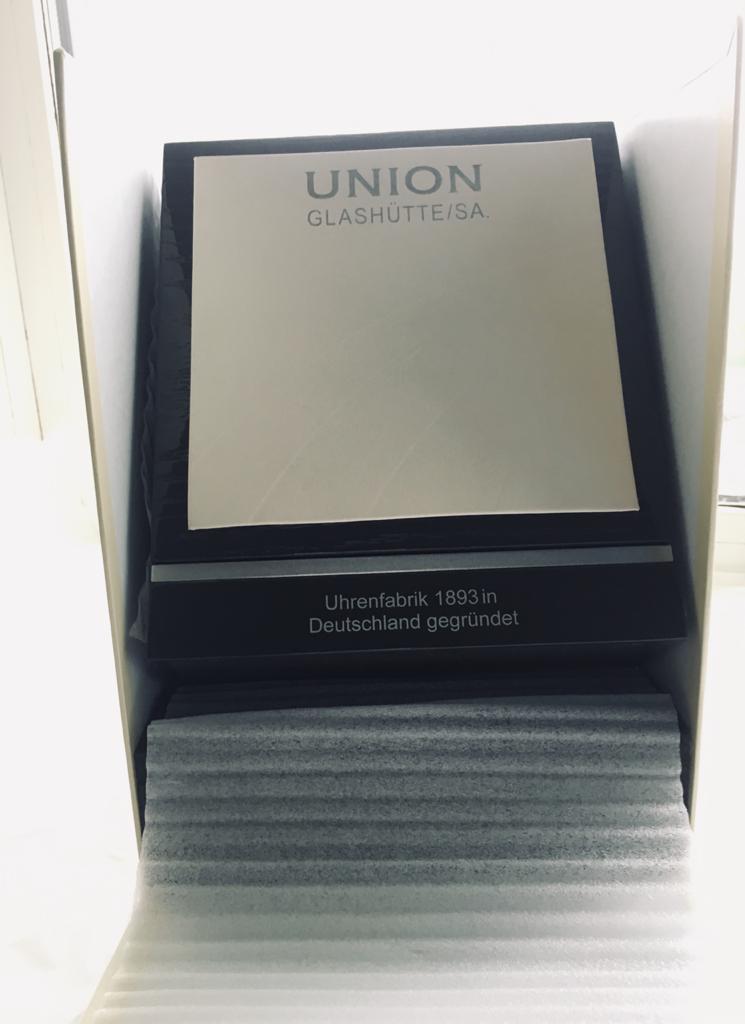 UNION
GLASHÜTTE/SA.
Uhrenfabrik 1893 in
Deutschland gegründet